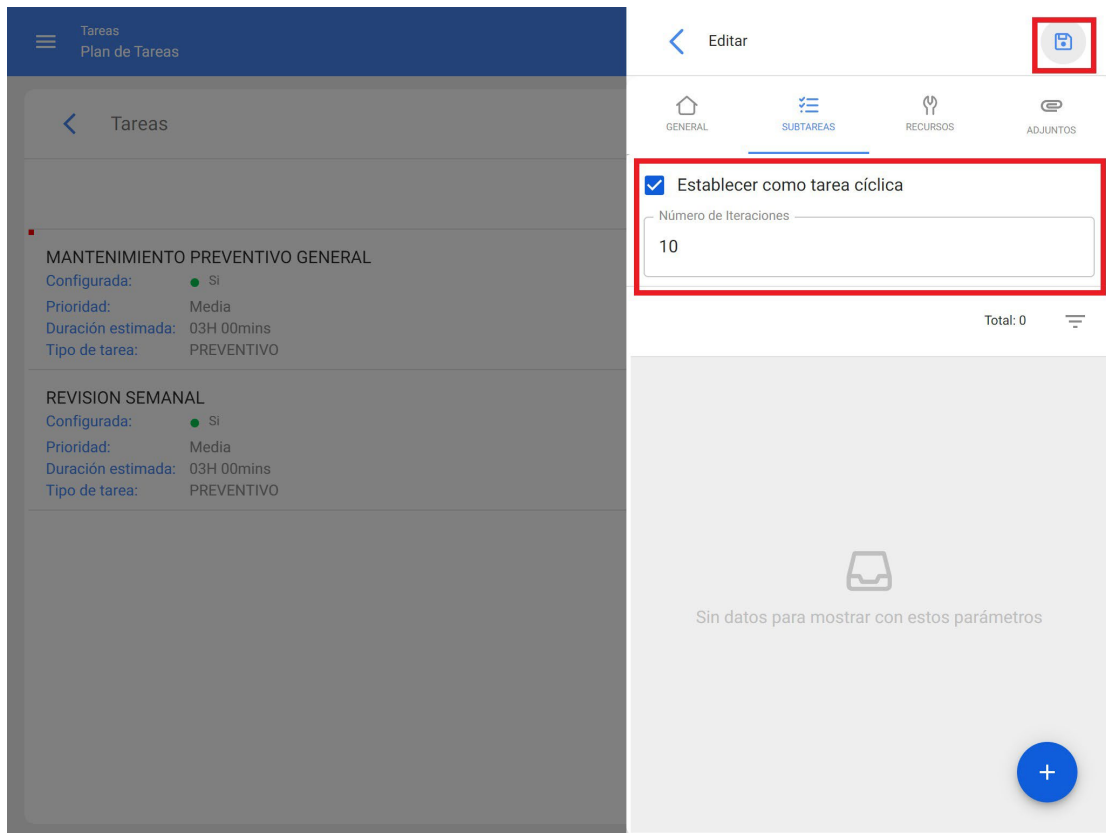 Tareas
Plan de Tareas
Tareas
MANTENIMIENTO PREVENTIVO GENERAL
Configurada: Si
Prioridad: Media
Duración estimada: 03H 00mins
Tipo de tarea: PREVENTIVO
REVISION SEMANAL
Configurada: Si
Prioridad: Media
Duración estimada: 03H 00mins
Tipo de tarea: PREVENTIVO
Editar
GENERAL SUBTAREAS RECURSOS ADJUNTOS
Establecer como tarea cíclica
Número de Iteraciones
10
Total: 0
Sin datos para mostrar con estos parámetros